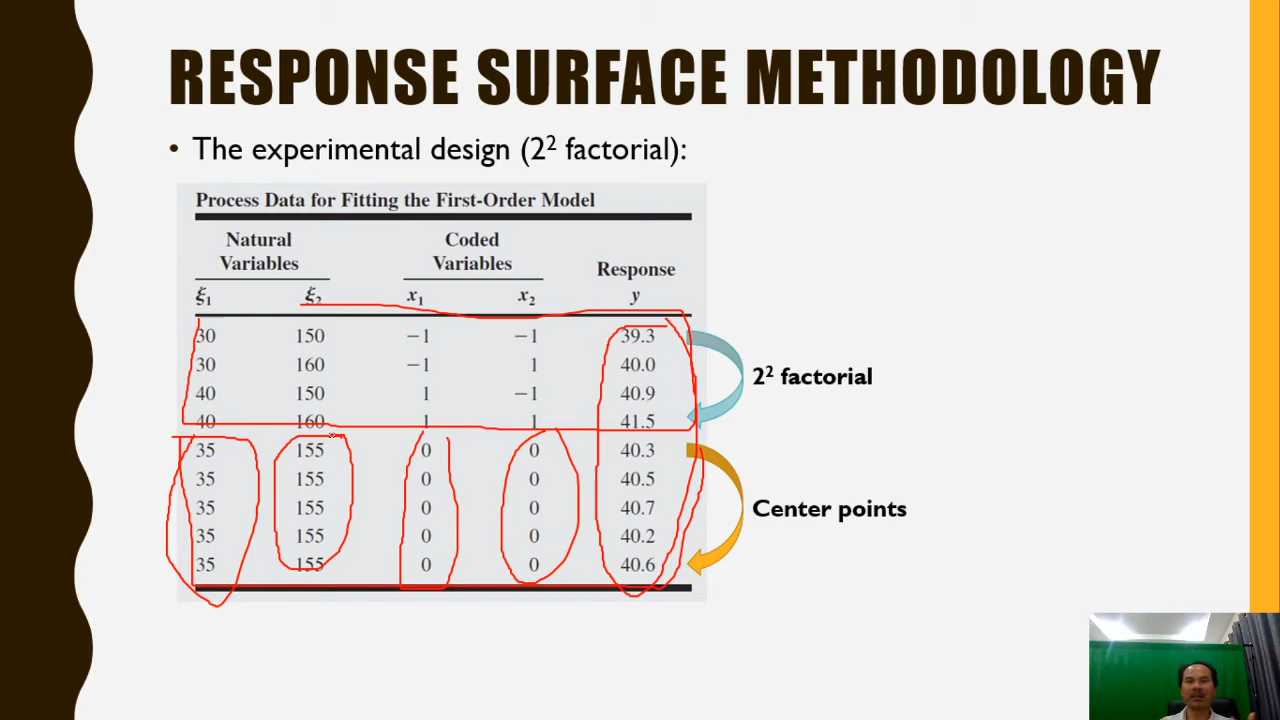 RESPONSE SURFACE METHODOLOGY
• The experimental design (2² factorial):
Process Data for Fitting the First-Order Model
Natural Variables Coded Variables Response
ξ₁ ξ₂ x₁ x₂ y
30 150 −1 −1 39.3
30 160 −1 1 40.0
40 150 1 −1 40.9
40 160 1 1 41.5
35 155 0 0 40.3
35 155 0 0 40.5
35 155 0 0 40.7
35 155 0 0 40.2
35 155 0 0 40.6
2² factorial
Center points